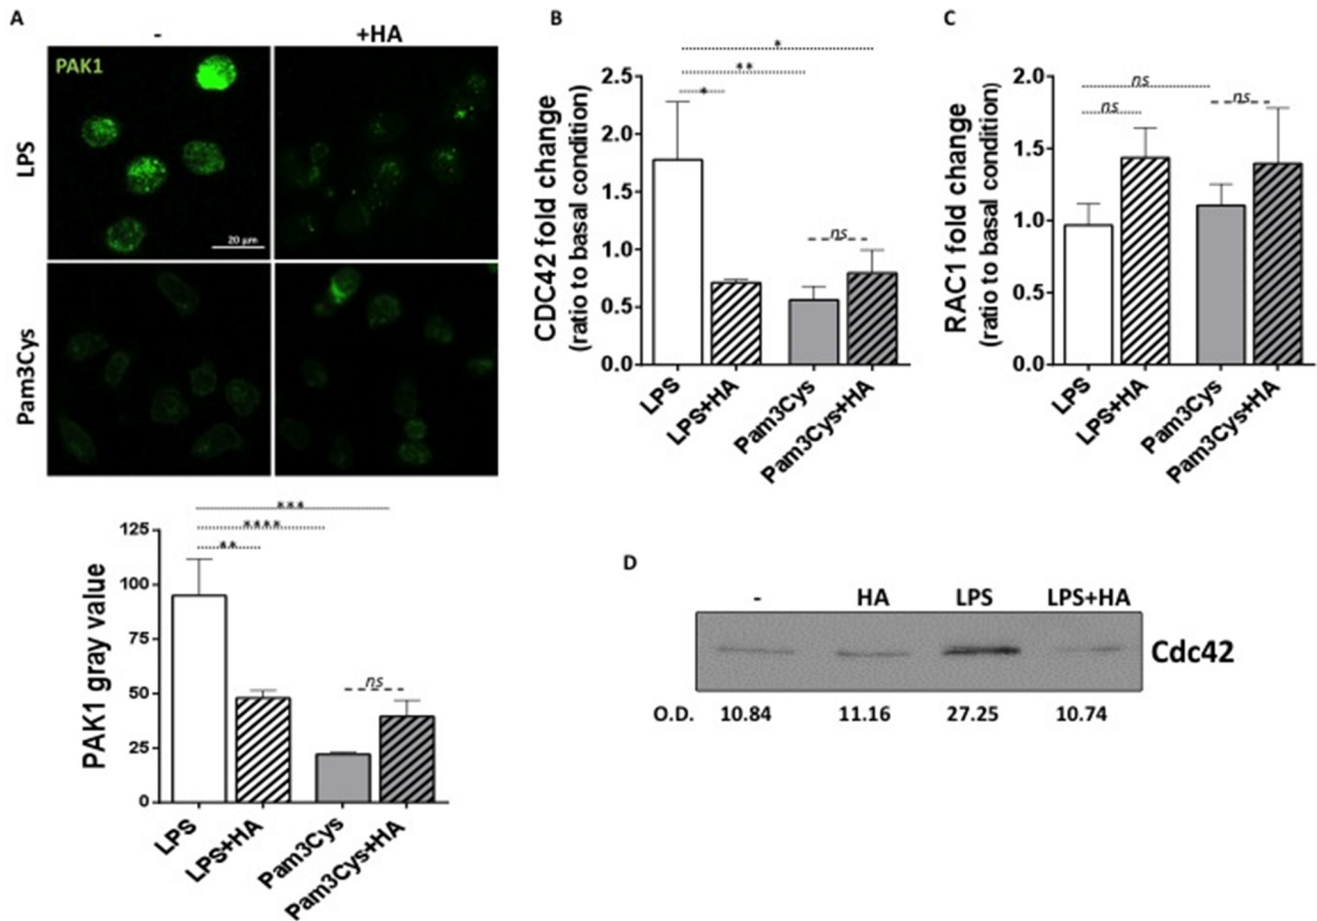 A
-
+HA
PAK1
LPS
20 µm
Pam3Cys
***
****
**
125
100
75
50
25
0
PAK1 gray value
ns
LPS
LPS+HA
Pam3Cys
Pam3Cys+HA
B
*
**
*
2.5
2.0
1.5
1.0
0.5
0.0
CDC42 fold change
(ratio to basal condition)
ns
LPS
LPS+HA
Pam3Cys
Pam3Cys+HA
C
2.0
1.5
1.0
0.5
0.0
RAC1 fold change
(ratio to basal condition)
ns
ns
ns
LPS
LPS+HA
Pam3Cys
Pam3Cys+HA
D
- HA LPS LPS+HA
Cdc42
O.D. 10.84 11.16 27.25 10.74